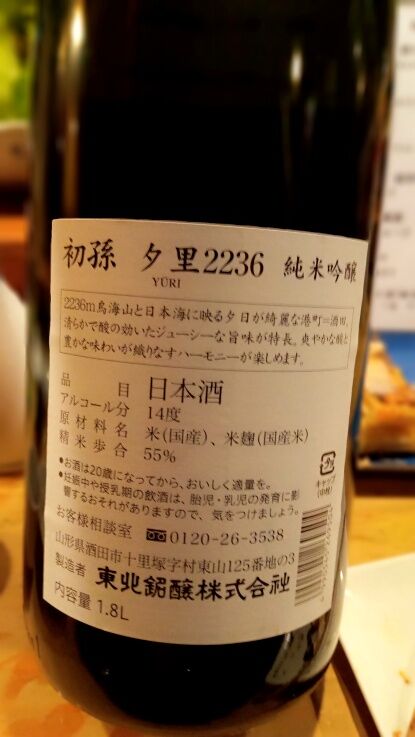 初孫 夕里2236 純米吟醸
YŪRI
2236m鳥海山と日本海に映る夕日が綺麗な港町=酒田。
清らかで酸の効いたジューシーな旨味が特長。爽やかな酸と
豊かな味わいが織りなすハーモニーが楽しめます。
品目 日本酒
アルコール分 14度
原材料名 米(国産)、米麹(国産米)
精米歩合 55%
●お酒は20歳になってから。おいしく適量を。
●妊娠中や授乳期の飲酒は、胎児・乳児の発育に影
響するおそれがありますので、気をつけましょう。
キャップ
(中栓)
お客様相談室 0120-26-3538
山形県酒田市十里塚字村東山125番地の3
製造者 東北銘醸株式会社
内容量 1.8L